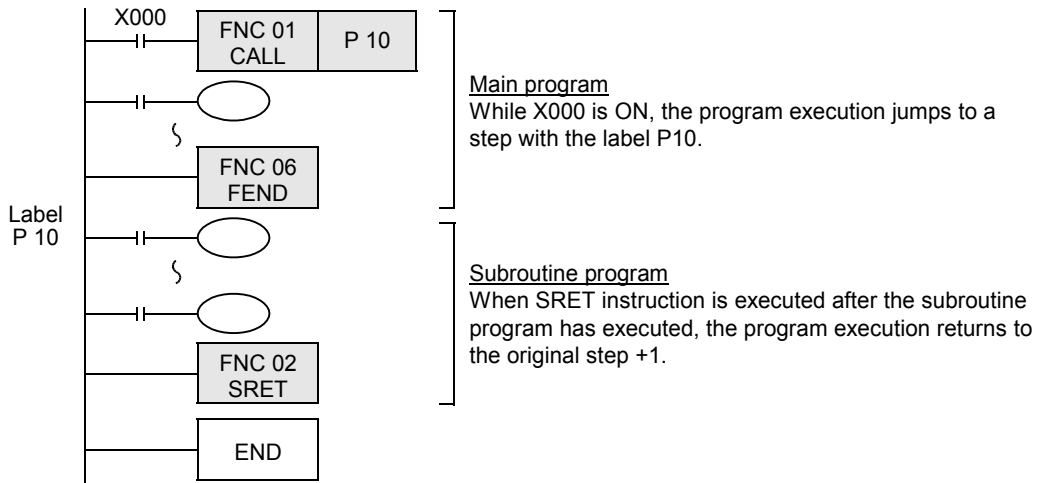 X000
FNC 01 P 10
CALL
Main program
While X000 is ON, the program execution jumps to a
step with the label P10.
FNC 06
FEND
Label
P 10
Subroutine program
When SRET instruction is executed after the subroutine
program has executed, the program execution returns to
the original step +1.
FNC 02
SRET
END